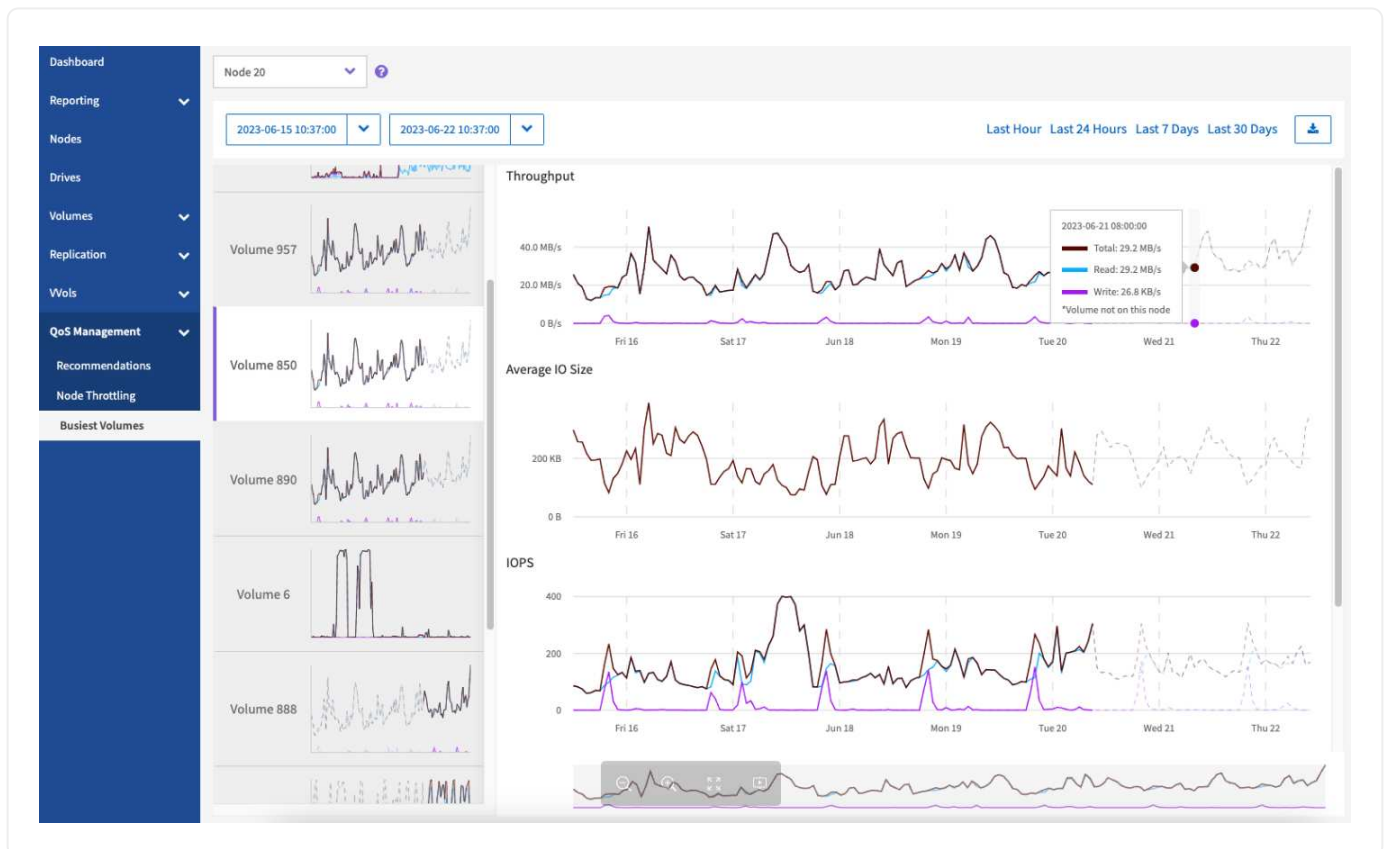 Dashboard
Reporting
Nodes
Drives
Volumes
Replication
VVols
QoS Management
Recommendations
Node Throttling
Busiest Volumes
Node 20
?
2023-06-15 10:37:00
2023-06-22 10:37:00
Last Hour Last 24 Hours Last 7 Days Last 30 Days
Volume 957
Volume 850
Volume 890
Volume 6
Volume 888
Throughput
40.0 MB/s
20.0 MB/s
0 B/s
2023-06-21 08:00:00
Total: 29.2 MB/s
Read: 29.2 MB/s
Write: 26.8 KB/s
*Volume not on this node
Fri 16 Sat 17 Jun 18 Mon 19 Tue 20 Wed 21 Thu 22
Average IO Size
200 KB
0 B
Fri 16 Sat 17 Jun 18 Mon 19 Tue 20 Wed 21 Thu 22
IOPS
400
200
0
Fri 16 Sat 17 Jun 18 Mon 19 Tue 20 Wed 21 Thu 22